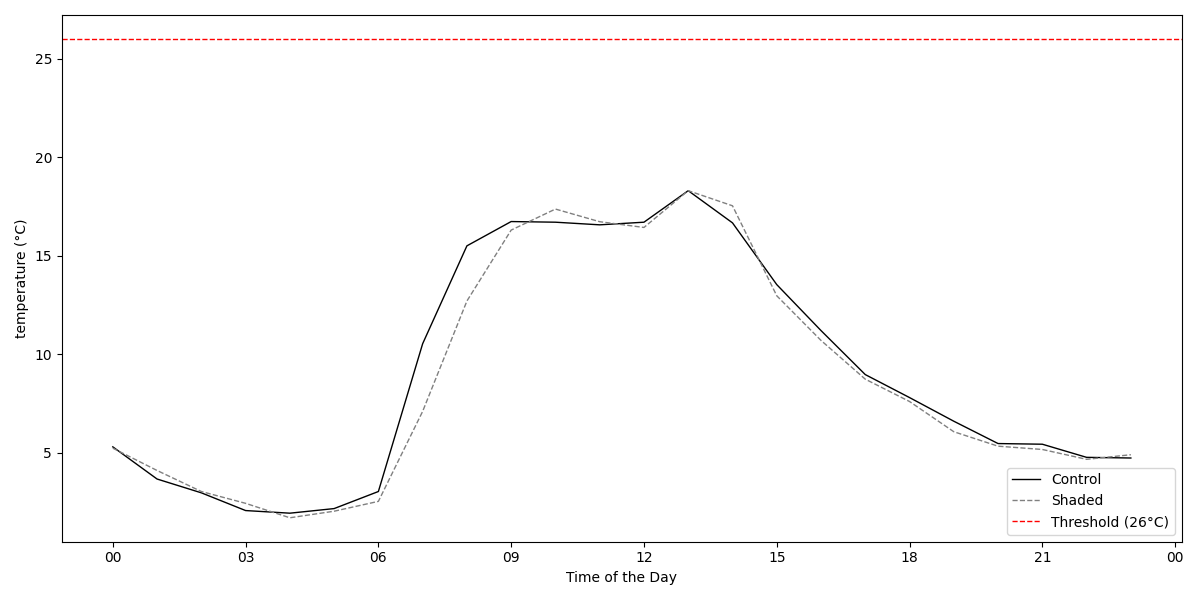 temperature (°C)
25
20
15
10
5
00 03 06 09 12 15 18 21 00
Time of the Day
Control
Shaded
Threshold (26°C)